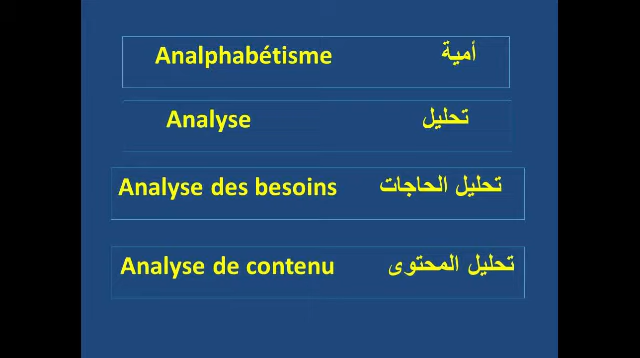 Analphabétisme أمية
Analyse تحليل
Analyse des besoins تحليل الحاجات
Analyse de contenu تحليل المحتوى